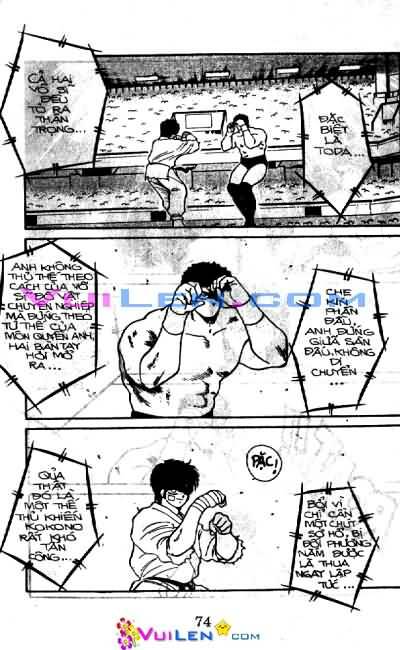 CẢ HAI
VÕ SĨ
ĐỀU
TỎ RA
THẬN
TRỌNG...
ĐẶC
BIỆT
LÀ
TODA...
ANH KHÔNG
THỦ THẾ THEO
CÁCH CỦA VÕ
SĨ ĐÔ VẬT
CHUYÊN NGHIỆP
MÀ ĐỨNG THEO
TƯ THẾ CỦA
MÔN QUYỀN ANH,
HAI BÀN TAY
HƠI MỞ
RA...
CHE
KÍN
PHẦN
ĐẦU,
ANH ĐỨNG
GIỮA SÂN
ĐẤU, KHÔNG
DI
CHUYỂN
...
VUILEN.COM
PẶC!
QUẢ
THẬT
ĐÓ LÀ
MỘT THẾ
THỦ KHIẾN
KOKONO
RẤT KHÓ
TẤN
CÔNG...
BỞI VÌ
CHỈ CẦN
MỘT CHÚT
SƠ HỞ, BỊ
ĐỐI PHƯƠNG
NẮM ĐƯỢC
LÀ THUA
NGAY LẬP
TỨC...
74
VUILEN.COM